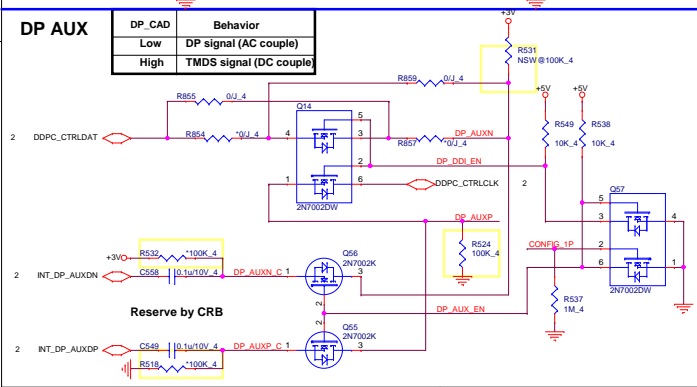 DP AUX
DP_CAD Behavior
Low DP signal (AC couple)
High TMDS signal (DC couple)
+3V
R531
NSW@100K_4
R859 0/J_4
R855 0/J_4
Q14
+5V +5V
5
R549 R538
2 DDPC_CTRLDAT R854 *0/J_4 4 3 R857 *0/J_4 DP_AUXN
10K_4 10K_4
2 DP_DDI_EN
1 6 DDPC_CTRLCLK 2
Q57
5
2N7002DW
DP_AUXP
3 4
R524
100K_4
CONFIG_1P 2
R532 *100K_4
+3V
Q56
2N7002K
6 1
2 INT_DP_AUXDN C558 0.1u/10V_4 DP_AUXN_C 1 3
2N7002DW
R537
1M_4
2
Reserve by CRB
DP_AUX_EN
2
Q55
2N7002K
2 INT_DP_AUXDP C549 0.1u/10V_4 DP_AUXP_C 1 3
R518 *100K_4